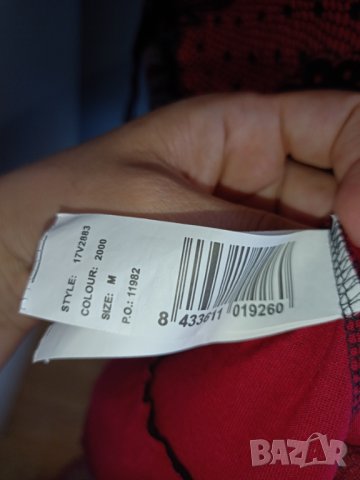 STYLE: 17V2883
COLOUR: 2000
SIZE: M
P.O.: 11982
8 433611 019260
BAZAR